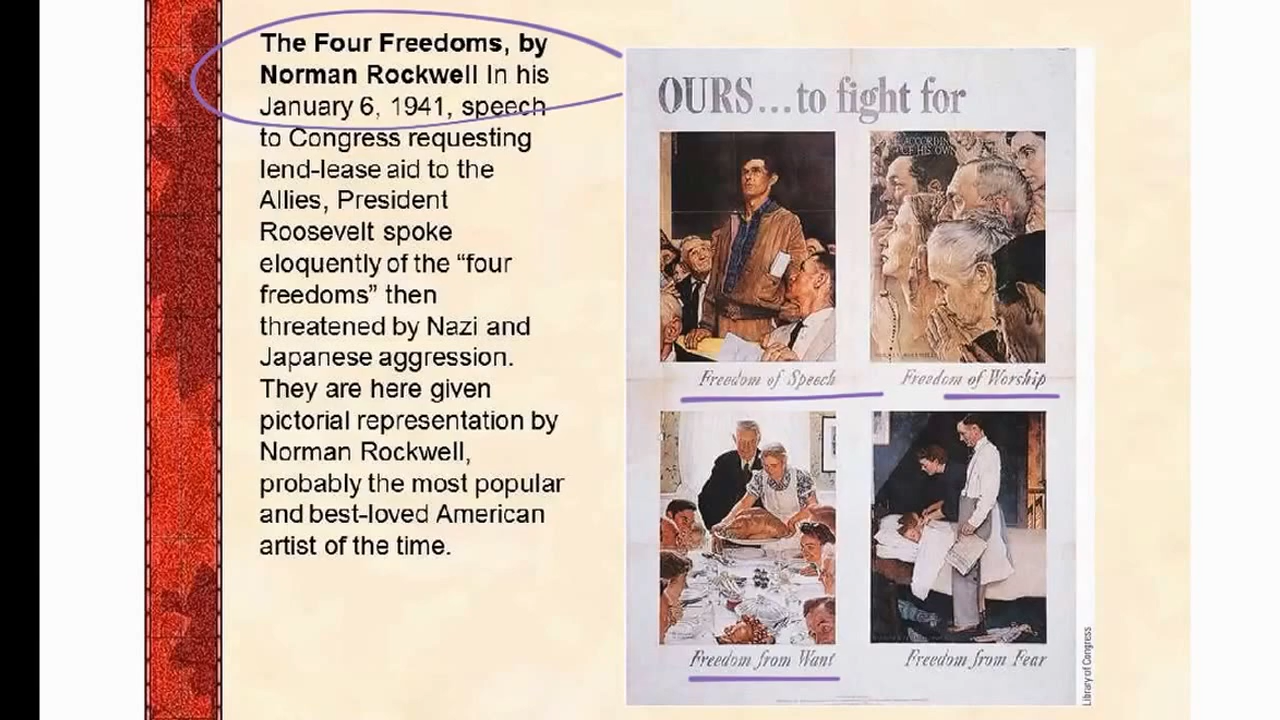 The Four Freedoms, by
Norman Rockwell In his
January 6, 1941, speech
to Congress requesting
lend-lease aid to the
Allies, President
Roosevelt spoke
eloquently of the “four
freedoms” then
threatened by Nazi and
Japanese aggression.
They are here given
pictorial representation by
Norman Rockwell,
probably the most popular
and best-loved American
artist of the time.
OURS...to fight for
Freedom of Speech
Freedom of Worship
Freedom from Want
Freedom from Fear
Library of Congress